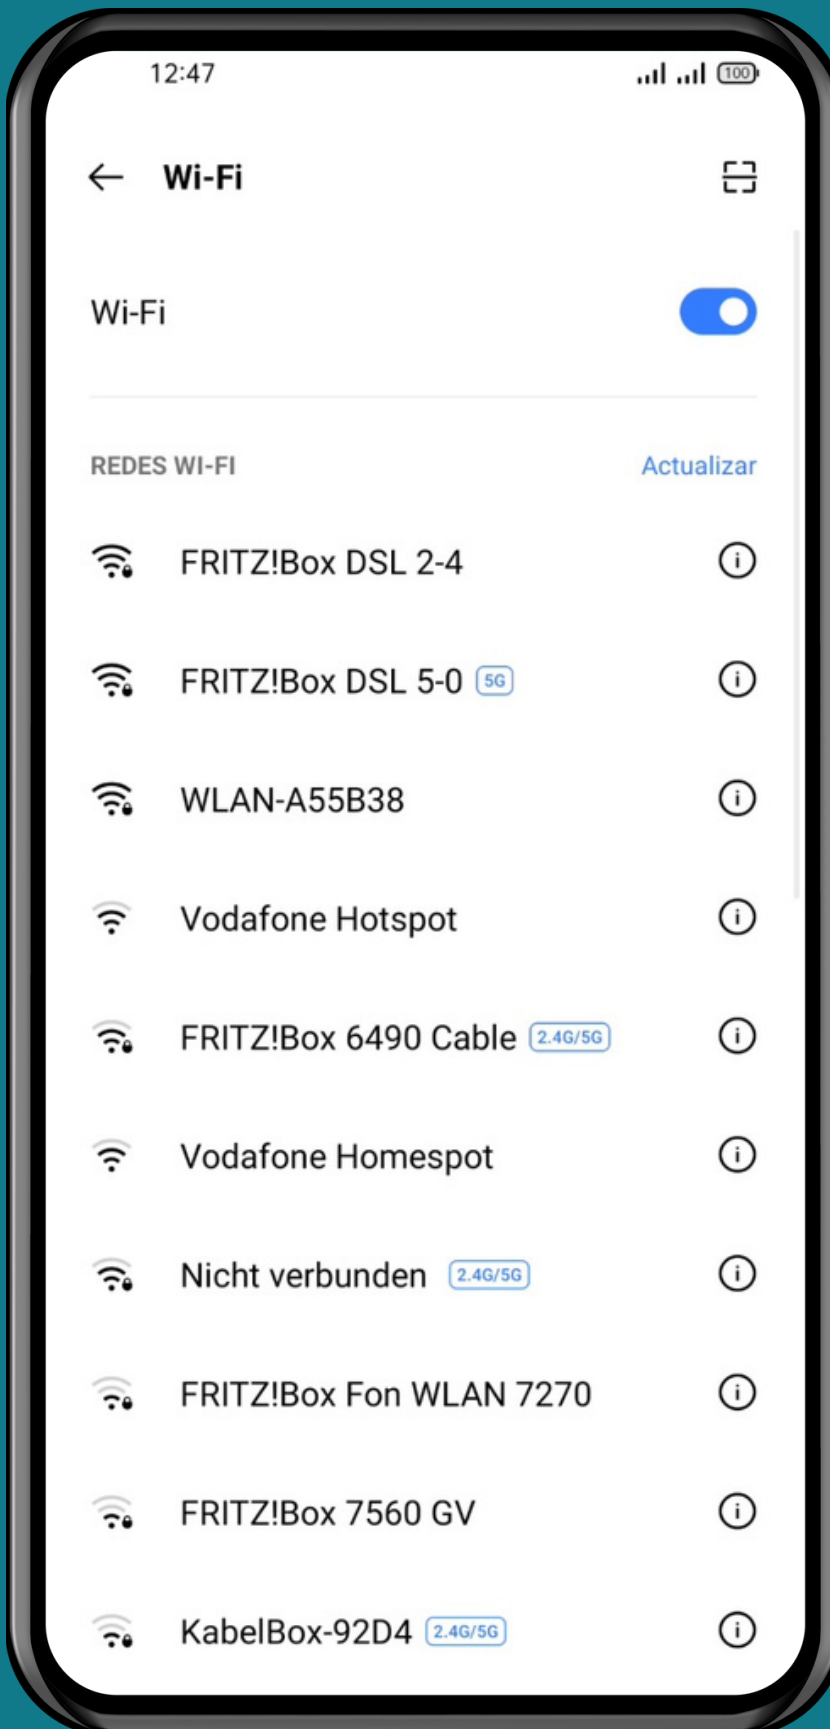 12:47
100
Wi-Fi
Wi-Fi
REDES WI-FI
Actualizar
FRITZ!Box DSL 2-4
FRITZ!Box DSL 5-0 5G
WLAN-A55B38
Vodafone Hotspot
FRITZ!Box 6490 Cable 2.4G/5G
Vodafone Homespot
Nicht verbunden 2.4G/5G
FRITZ!Box Fon WLAN 7270
FRITZ!Box 7560 GV
KabelBox-92D4 2.4G/5G